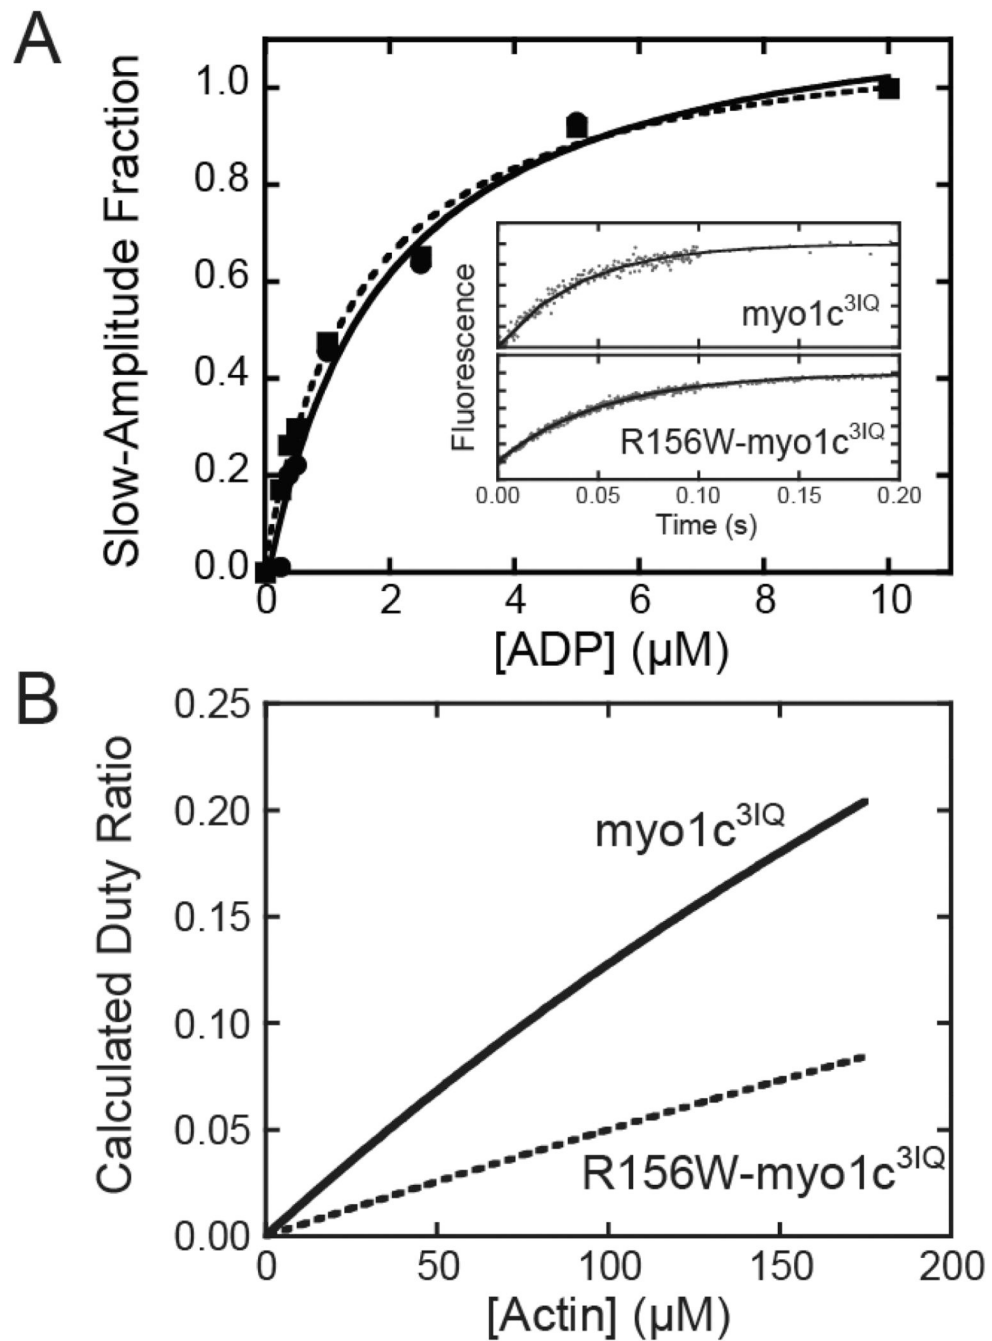 A
Slow-Amplitude Fraction
1.0
0.8
0.6
0.4
0.2
0.0
0 2 4 6 8 10
[ADP] (µM)
Fluorescence
myo1c³ᴵQ
R156W-myo1c³ᴵQ
0.00 0.05 0.10 0.15 0.20
Time (s)
B
Calculated Duty Ratio
0.25
0.20
0.15
0.10
0.05
0.00
myo1c³ᴵQ
R156W-myo1c³ᴵQ
0 50 100 150 200
[Actin] (µM)